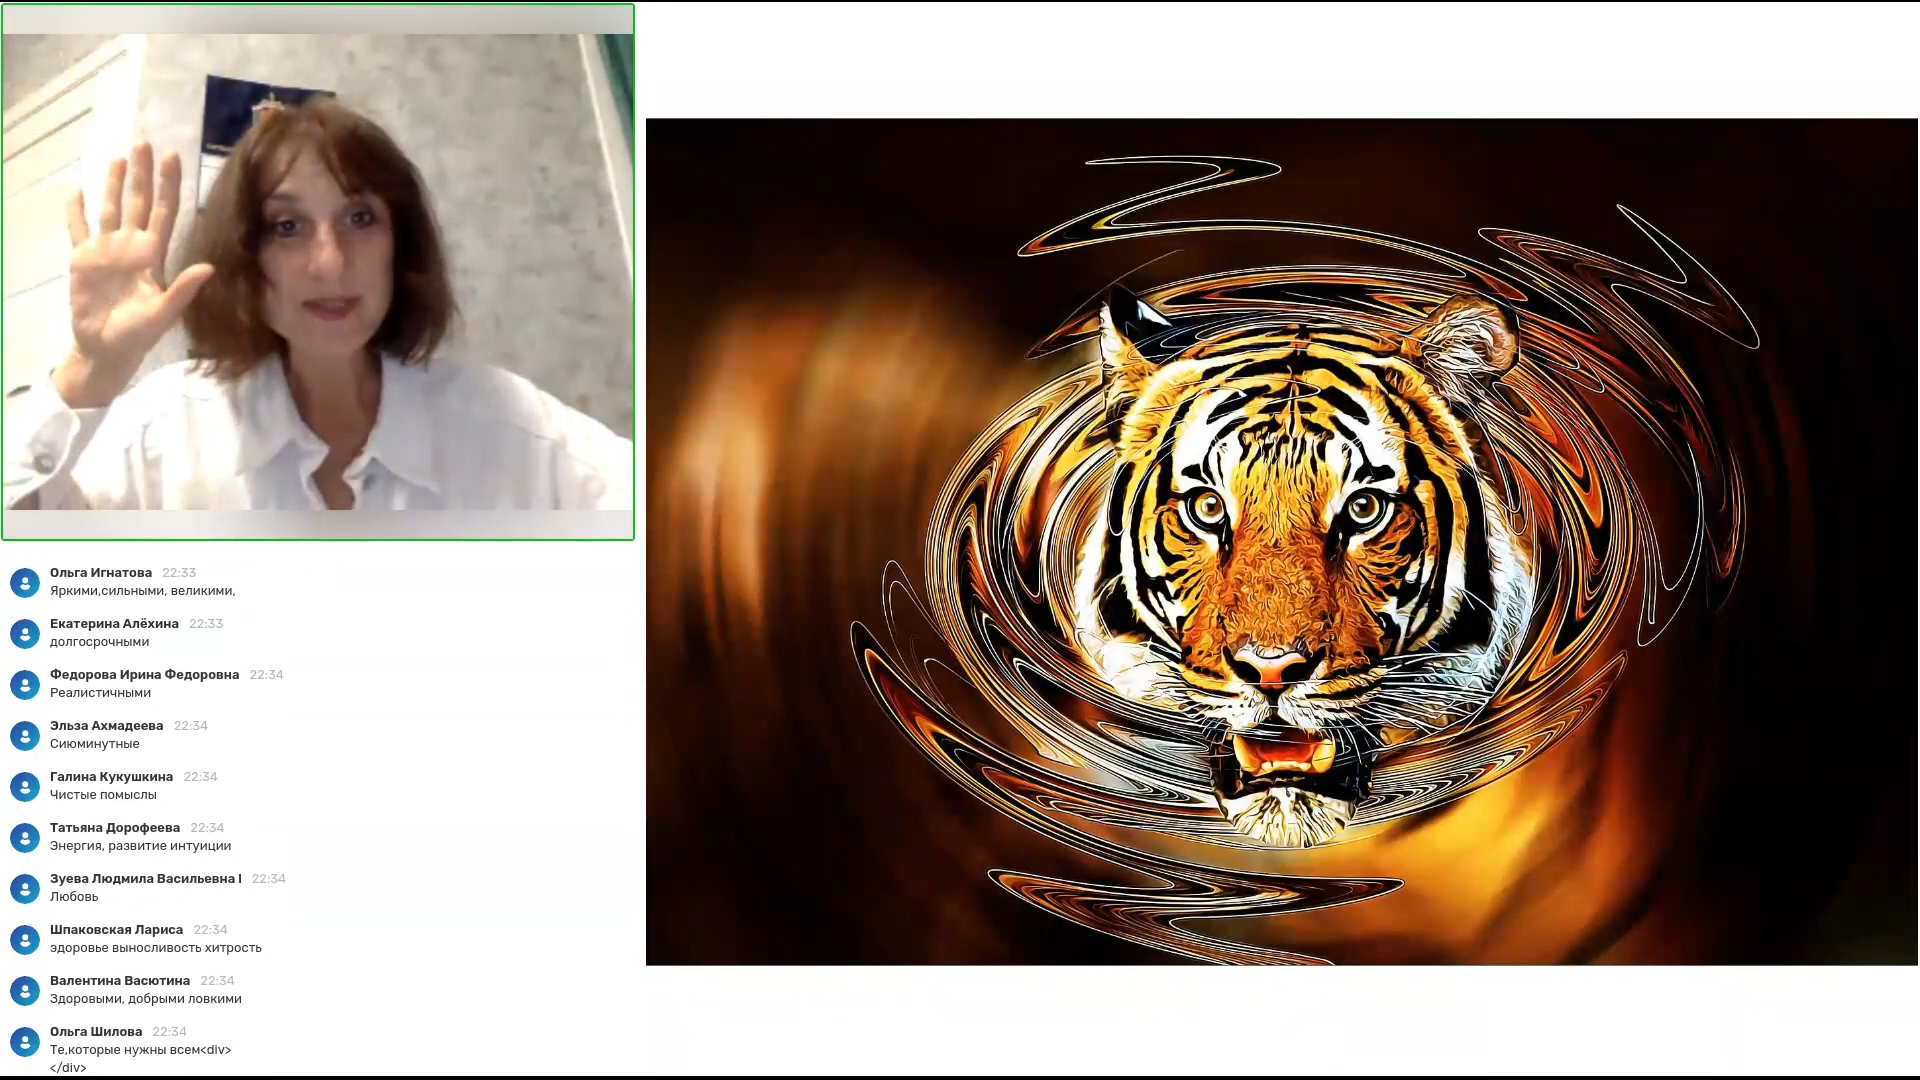 Ольга Игнатова 22:33
Яркими,сильными, великими,
Екатерина Алёхина 22:33
долгосрочными
Федорова Ирина Федоровна 22:34
Реалистичными
Эльза Ахмадеева 22:34
Сиюминутные
Галина Кукушкина 22:34
Чистые помыслы
Татьяна Дорофеева 22:34
Энергия, развитие интуиции
Зуева Людмила Васильевна I 22:34
Любовь
Шпаковская Лариса 22:34
здоровье выносливость хитрость
Валентина Васютина 22:34
Здоровыми, добрыми ловкими
Ольга Шилова 22:34
Те,которые нужны всем<div>
</div>